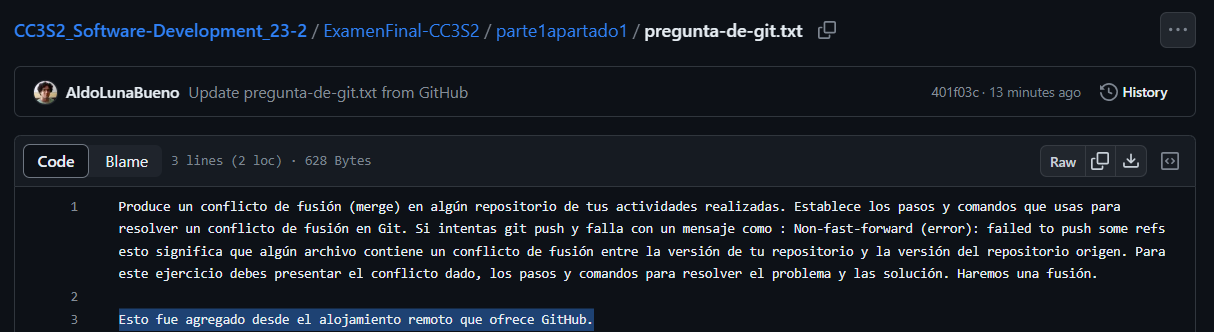 CC3S2_Software-Development_23-2 / ExamenFinal-CC3S2 / parte1apartado1 / pregunta-de-git.txt
AldoLunaBueno Update pregunta-de-git.txt from GitHub 401f03c · 13 minutes ago History
Code Blame 3 lines (2 loc) · 628 Bytes Raw
1 Produce un conflicto de fusión (merge) en algún repositorio de tus actividades realizadas. Establece los pasos y comandos que usas para
resolver un conflicto de fusión en Git. Si intentas git push y falla con un mensaje como : Non-fast-forward (error): failed to push some refs
esto significa que algún archivo contiene un conflicto de fusión entre la versión de tu repositorio y la versión del repositorio origen. Para
este ejercicio debes presentar el conflicto dado, los pasos y comandos para resolver el problema y las solución. Haremos una fusión.
2
3 Esto fue agregado desde el alojamiento remoto que ofrece GitHub.